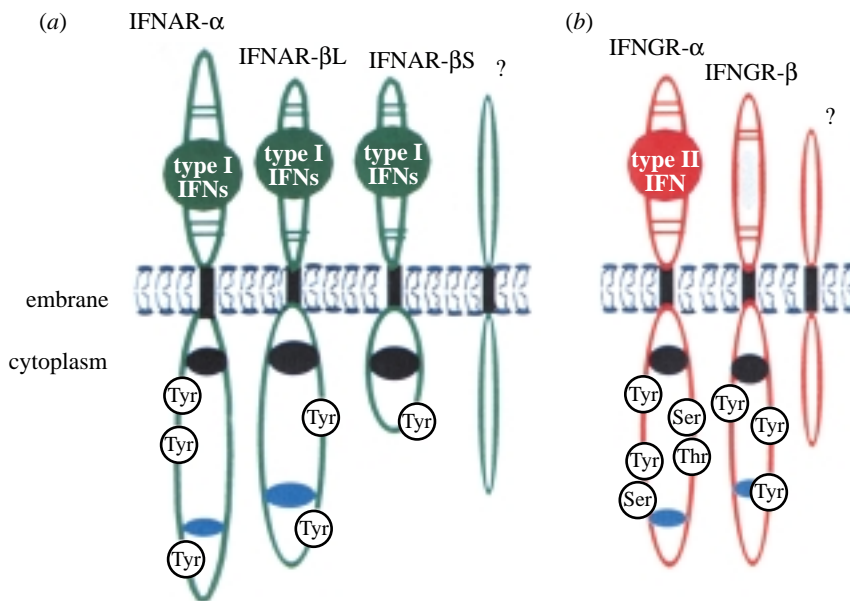 (a)
IFNAR-α
IFNAR-βL
IFNAR-βS
?
type I
IFNs
type I
IFNs
type I
IFNs
embrane
cytoplasm
Tyr
Tyr
Tyr
Tyr
Tyr
Tyr
(b)
IFNGR-α
IFNGR-β
?
type II
IFN
Tyr
Ser
Tyr
Thr
Ser
Tyr
Tyr
Tyr